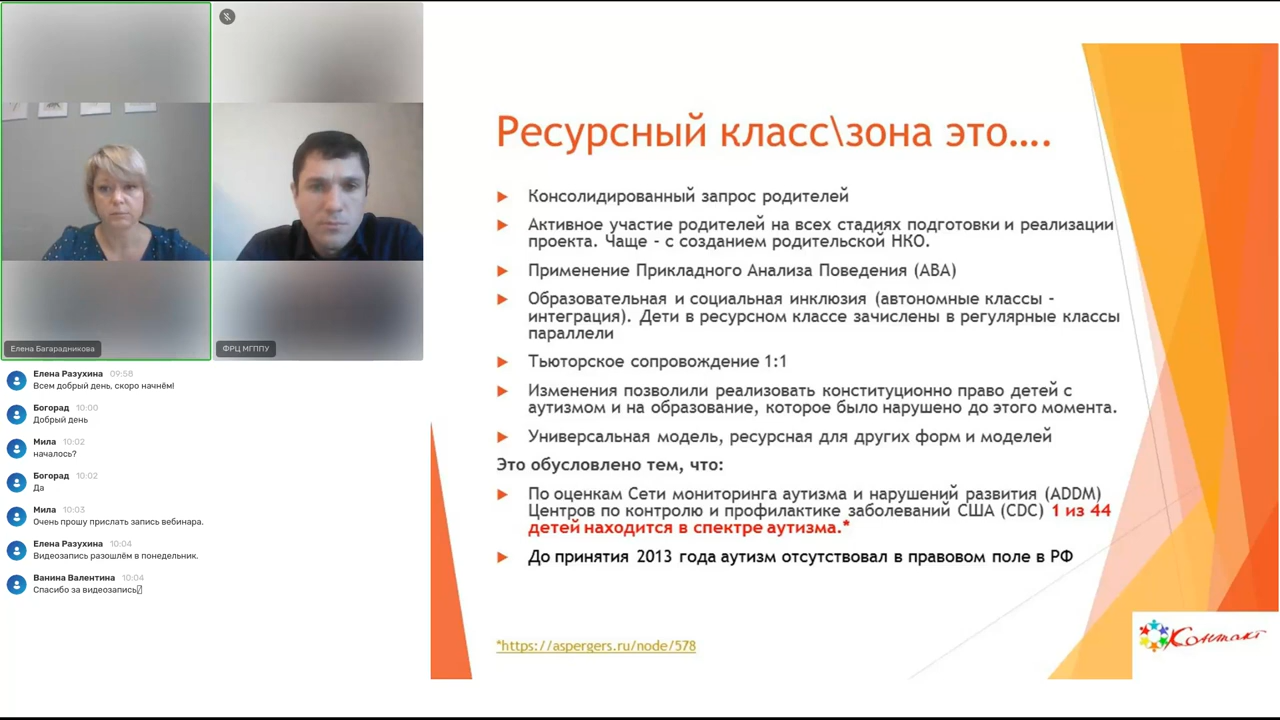 Елена Багарадникова
ФРЦ МГППУ
Елена Разухина 09:58
Всем добрый день, скоро начнём!
Богорад 10:00
Добрый день
Мила 10:02
началось?
Богорад 10:02
Да
Мила 10:03
Очень прошу прислать запись вебинара.
Елена Разухина 10:04
Видеозапись разошлём в понедельник.
Ванина Валентина 10:04
Спасибо за видеозапись
Ресурсный класс\зона это....
Консолидированный запрос родителей
Активное участие родителей на всех стадиях подготовки и реализации
проекта. Чаще - с созданием родительской НКО.
Применение Прикладного Анализа Поведения (АВА)
Образовательная и социальная инклюзия (автономные классы -
интеграция). Дети в ресурсном классе зачислены в регулярные классы
параллели
Тьюторское сопровождение 1:1
Изменения позволили реализовать конституционно право детей с
аутизмом и на образование, которое было нарушено до этого момента.
Универсальная модель, ресурсная для других форм и моделей
Это обусловлено тем, что:
По оценкам Сети мониторинга аутизма и нарушений развития (ADDM)
Центров по контролю и профилактике заболеваний США (CDC) 1 из 44
детей находится в спектре аутизма.*
До принятия 2013 года аутизм отсутствовал в правовом поле в РФ
*https://aspergers.ru/node/578
Контакт